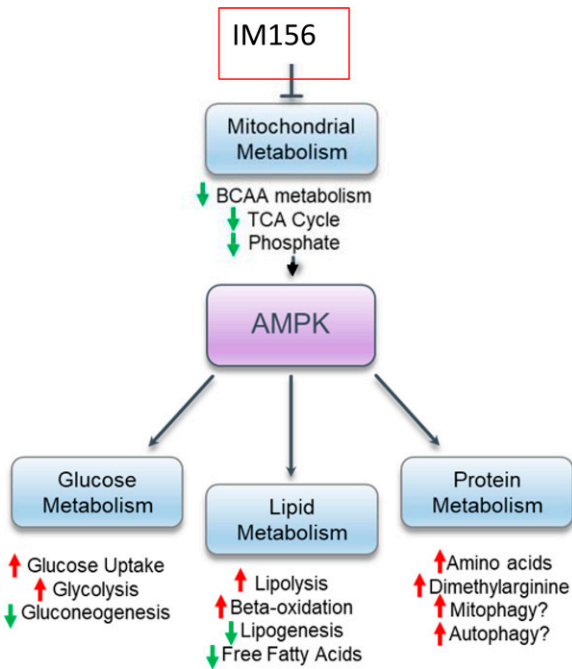 IM156
Mitochondrial
Metabolism
BCAA metabolism
TCA Cycle
Phosphate
AMPK
Glucose
Metabolism
Glucose Uptake
Glycolysis
Gluconeogenesis
Lipid
Metabolism
Lipolysis
Beta-oxidation
Lipogenesis
Free Fatty Acids
Protein
Metabolism
Amino acids
Dimethylarginine
Mitophagy?
Autophagy?